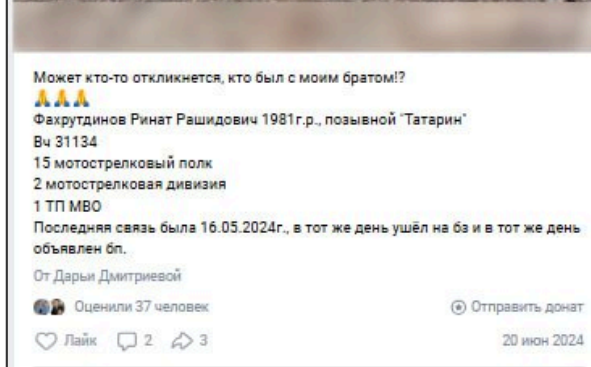 Может кто-то откликнется, кто был с моим братом!?
🙏🙏🙏
Фахрутдинов Ринат Рашидович 1981г.р., позывной "Татарин"
Вч 31134
15 мотострелковый полк
2 мотострелковая дивизия
1 ТП МВО
Последняя связь была 16.05.2024г., в тот же день ушёл на бз и в тот же день
объявлен бп.
От Дарьи Дмитриевой
Оценили 37 человек
Отправить донат
Лайк 2 3
20 июн 2024